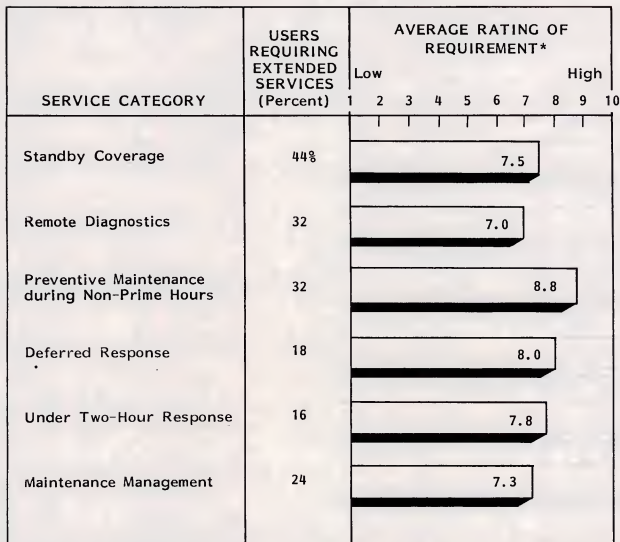 SERVICE CATEGORY
USERS
REQUIRING
EXTENDED
SERVICES
(Percent)
AVERAGE RATING OF
REQUIREMENT*
Low High
1 2 3 4 5 6 7 8 9 10
Standby Coverage 44% 7.5
Remote Diagnostics 32 7.0
Preventive Maintenance
during Non-Prime Hours 32 8.8
Deferred Response 18 8.0
Under Two-Hour Response 16 7.8
Maintenance Management 24 7.3